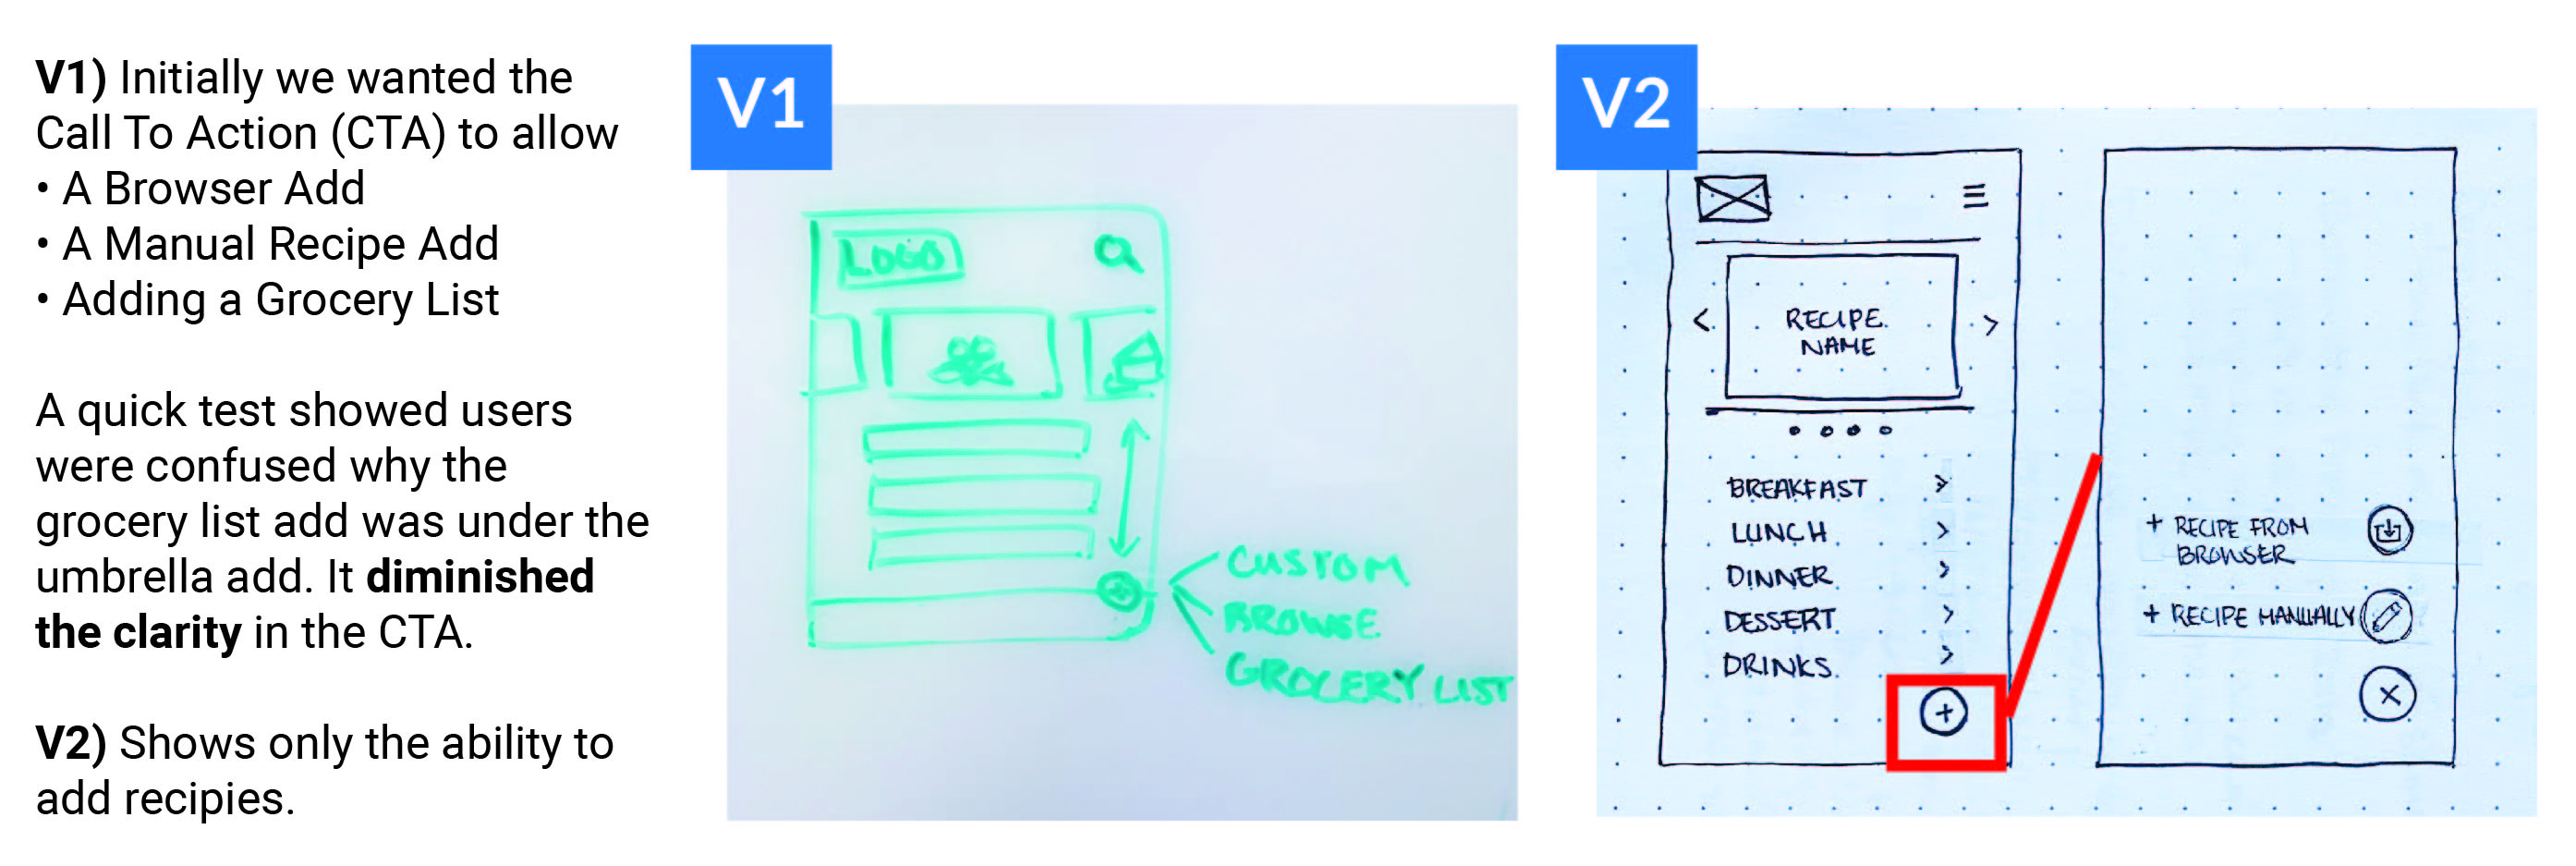 V1) Initially we wanted the
Call To Action (CTA) to allow
• A Browser Add
• A Manual Recipe Add
• Adding a Grocery List
A quick test showed users
were confused why the
grocery list add was under the
umbrella add. It diminished
the clarity in the CTA.
V2) Shows only the ability to
add recipies.
V1
LOGO
CUSTOM
BROWSE
GROCERY LIST
V2
RECIPE
NAME
BREAKFAST >
LUNCH >
DINNER >
DESSERT >
DRINKS >
+ RECIPE FROM
BROWSER
+ RECIPE MANUALLY